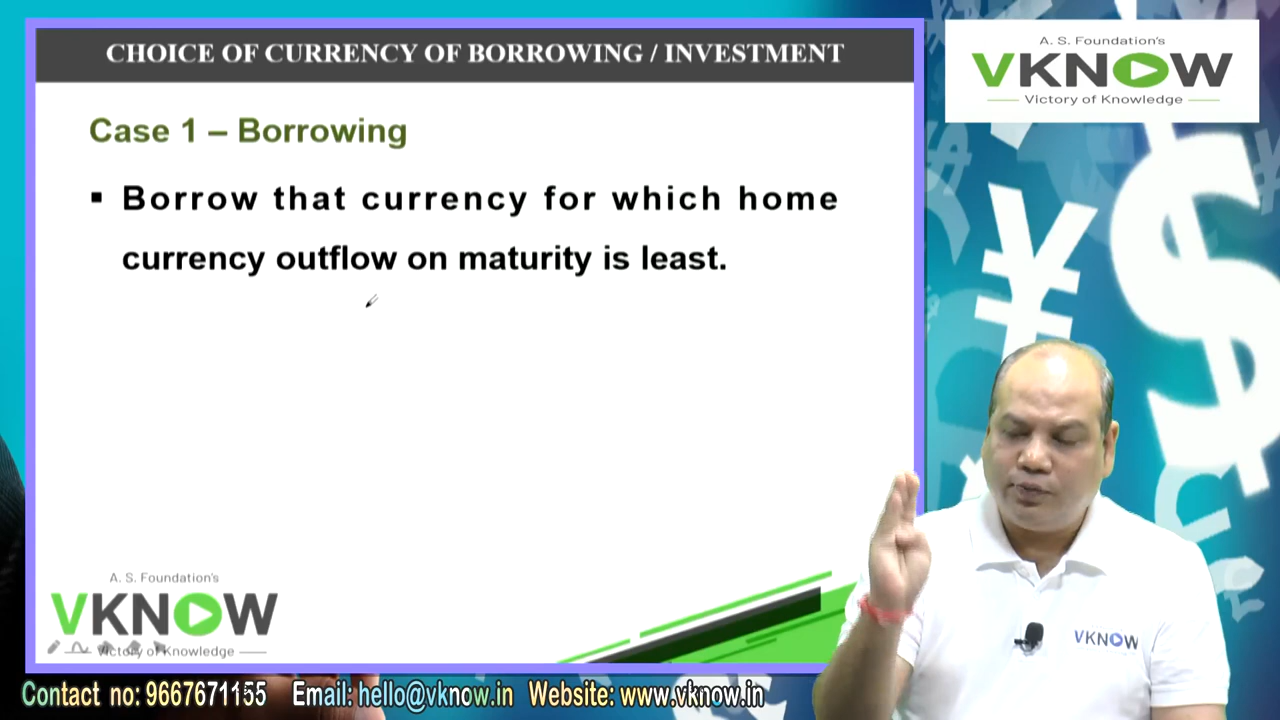 CHOICE OF CURRENCY OF BORROWING / INVESTMENT
A. S. Foundation's
VKNOW
Victory of Knowledge
Case 1 – Borrowing
▪ Borrow that currency for which home
currency outflow on maturity is least.
A. S. Foundation's
VKNOW
Victory of Knowledge
VKNOW
Contact no: 9667671155 Email: hello@vknow.in Website: www.vknow.in